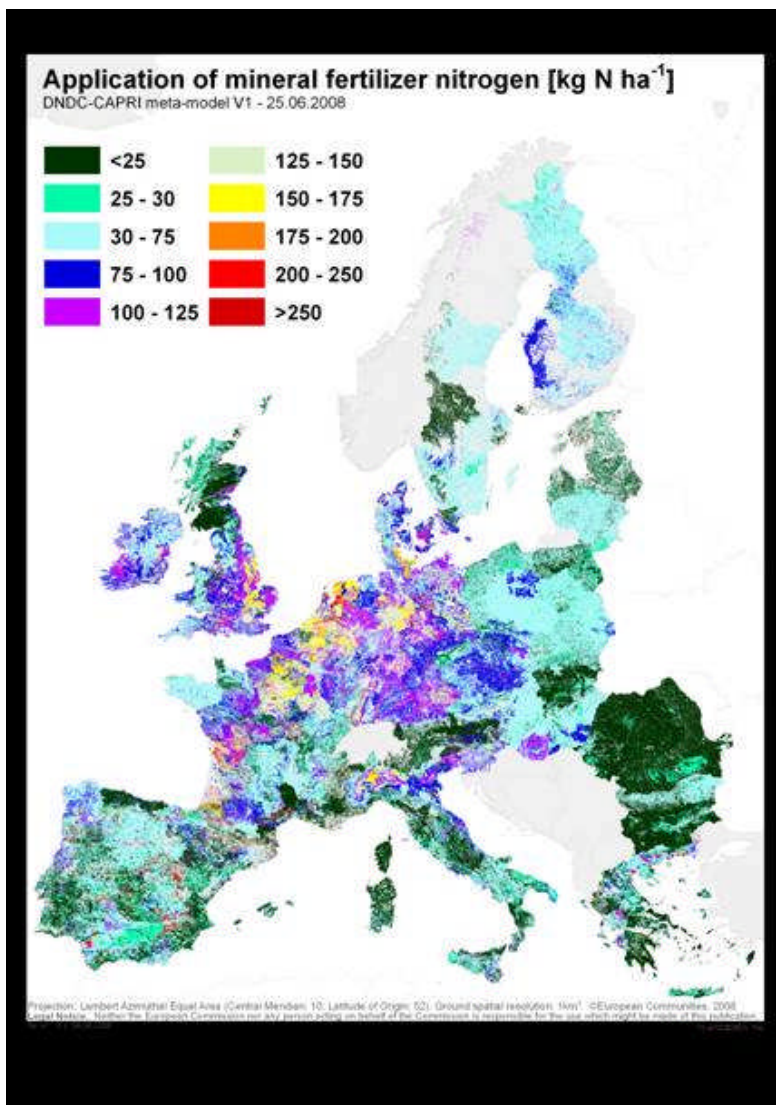 Application of mineral fertilizer nitrogen [kg N ha⁻¹]
DNDC-CAPRI meta-model V1 - 25.06.2008
<25
125 - 150
25 - 30
150 - 175
30 - 75
175 - 200
75 - 100
200 - 250
100 - 125
>250
Projection: Lambert Azimuthal Equal Area (Central Meridian: 10, Latitude of Origin: 52). Ground spatial resolution: 1km². ©European Communities, 2008
Legal Notice: Neither the European Commission nor any person acting on behalf of the Commission is responsible for the use which might be made of this publication